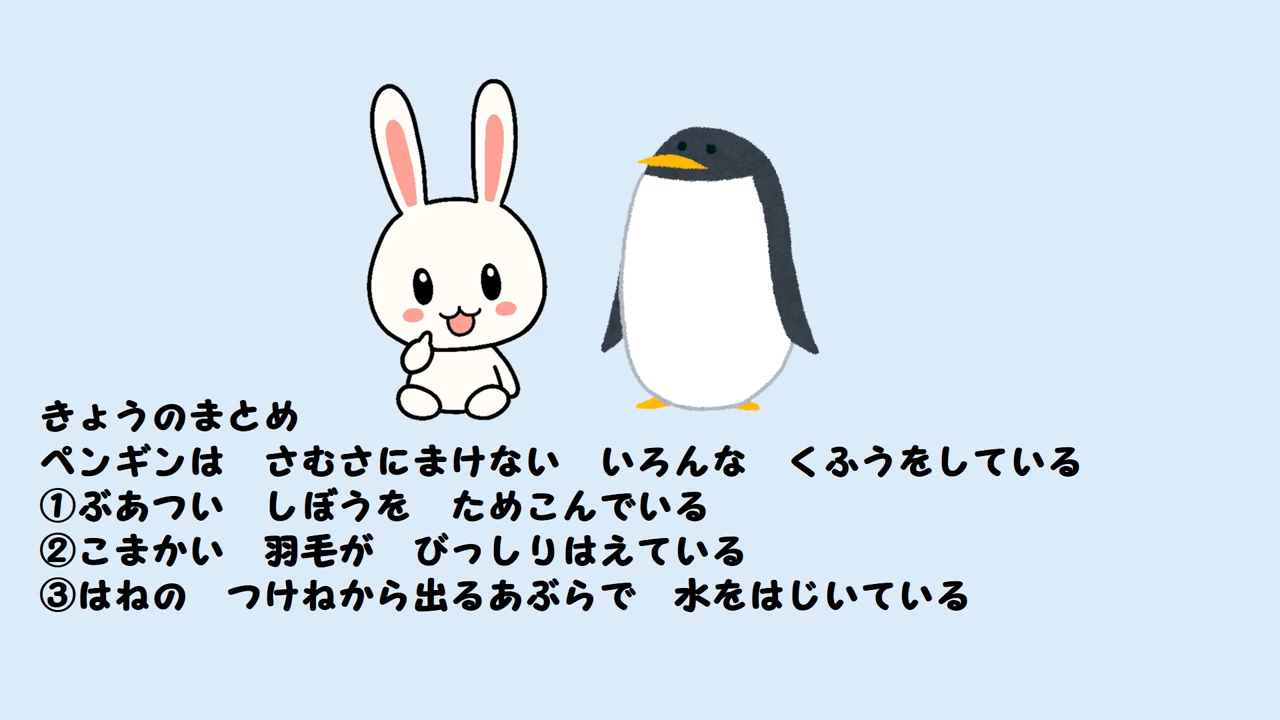 きょうのまとめ
ペンギンは　さむさにまけない　いろんな　くふうをしている
①ぶあつい　しぼうを　ためこんでいる
②こまかい　羽毛が　びっしりはえている
③はねの　つけねから出るあぶらで　水をはじいている